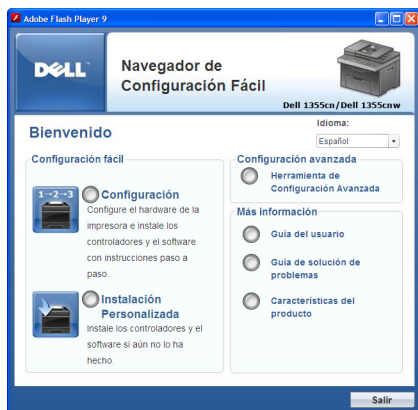 Adobe Flash Player 9
DELL
Navegador de
Configuración Fácil
Dell 1355cn/Dell 1355cnw
Bienvenido
Idioma:
Español
Configuración fácil
1→2→3
Configuración
Configure el hardware de la
impresora e instale los
controladores y el software
con instrucciones paso a
paso.
Instalación
Personalizada
Instale los controladores y el
software si aún no lo ha
hecho.
Configuración avanzada
Herramienta de
Configuración Avanzada
Más información
Guía del usuario
Guía de solución de
problemas
Características del
producto
Salir